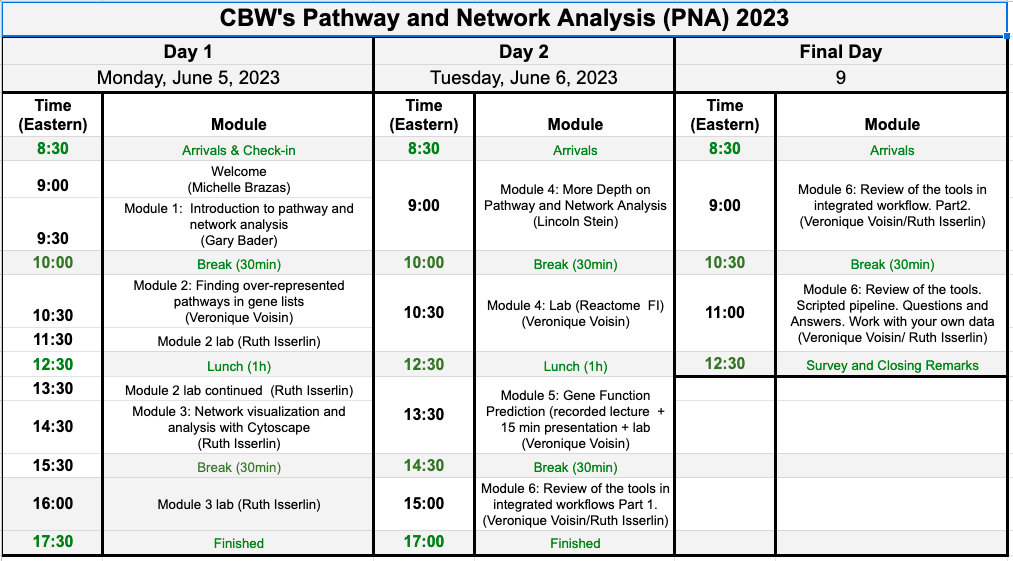 CBW's Pathway and Network Analysis (PNA) 2023
Day 1
Monday, June 5, 2023
Time
(Eastern)
Module
8:30
Arrivals & Check-in
9:00
Welcome
(Michelle Brazas)
9:30
Module 1: Introduction to pathway and
network analysis
(Gary Bader)
10:00
Break (30min)
10:30
Module 2: Finding over-represented
pathways in gene lists
(Veronique Voisin)
11:30
Module 2 lab (Ruth Isserlin)
12:30
Lunch (1h)
13:30
Module 2 lab continued (Ruth Isserlin)
14:30
Module 3: Network visualization and
analysis with Cytoscape
(Ruth Isserlin)
15:30
Break (30min)
16:00
Module 3 lab (Ruth Isserlin)
17:30
Finished
Day 2
Tuesday, June 6, 2023
Time
(Eastern)
Module
8:30
Arrivals
9:00
Module 4: More Depth on
Pathway and Network Analysis
(Lincoln Stein)
10:00
Break (30min)
10:30
Module 4: Lab (Reactome FI)
(Veronique Voisin)
12:30
Lunch (1h)
13:30
Module 5: Gene Function
Prediction (recorded lecture +
15 min presentation + lab
(Veronique Voisin)
14:30
Break (30min)
15:00
Module 6: Review of the tools in
integrated workflows Part 1.
(Veronique Voisin/Ruth Isserlin)
17:00
Finished
Final Day
9
Time
(Eastern)
Module
8:30
Arrivals
9:00
Module 6: Review of the tools in
integrated workflow. Part2.
(Veronique Voisin/Ruth Isserlin)
10:30
Break (30min)
11:00
Module 6: Review of the tools.
Scripted pipeline. Questions and
Answers. Work with your own data
(Veronique Voisin/ Ruth Isserlin)
12:30
Survey and Closing Remarks